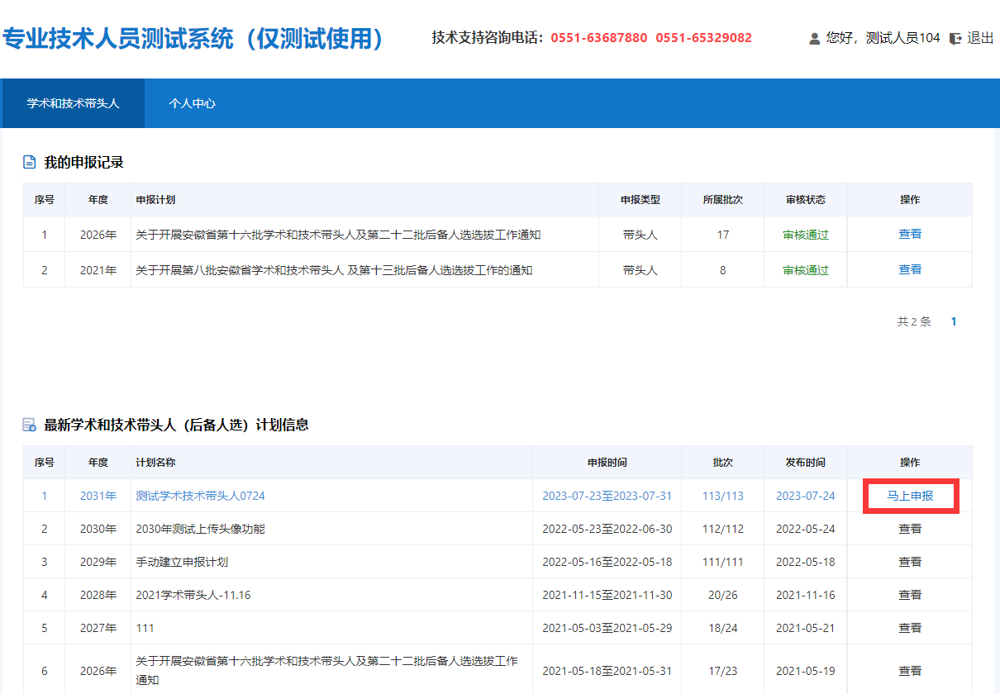 专业技术人员测试系统（仅测试使用） 技术支持咨询电话：0551-63687880 0551-65329082 您好，测试人员104 退出
学术和技术带头人 个人中心
我的申报记录
序号 年度 申报计划 申报类型 所属批次 审核状态 操作
1 2026年 关于开展安徽省第十六批学术和技术带头人及第二十二批后备人选选拔工作通知 带头人 17 审核通过 查看
2 2021年 关于开展第八批安徽省学术和技术带头人 及第十三批后备人选选拔工作的通知 带头人 8 审核通过 查看
共 2 条 1
最新学术和技术带头人（后备人选）计划信息
序号 年度 计划名称 申报时间 批次 发布时间 操作
1 2031年 测试学术技术带头人0724 2023-07-23至2023-07-31 113/113 2023-07-24 马上申报
2 2030年 2030年测试上传头像功能 2022-05-23至2022-06-30 112/112 2022-05-24 查看
3 2029年 手动建立申报计划 2022-05-16至2022-05-18 111/111 2022-05-18 查看
4 2028年 2021学术带头人-11.16 2021-11-15至2021-11-30 20/26 2021-11-16 查看
5 2027年 111 2021-05-03至2021-05-29 18/24 2021-05-21 查看
6 2026年 关于开展安徽省第十六批学术和技术带头人及第二十二批后备人选选拔工作 2021-05-18至2021-05-31 17/23 2021-05-19 查看
通知